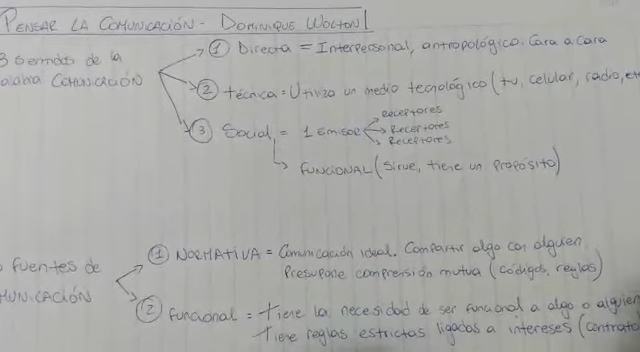 PENSAR LA COMUNICACIÓN - DOMINIQUE WOLTON
3 sentidos de la
palabra COMUNICACIÓN
① Directa = Interpersonal, antropológico. Cara a cara
② Técnica = Utiliza un medio tecnológico (tv, celular, radio, etc
③ Social = 1 EMISOR
RECEPTORES
RECEPTORES
RECEPTORES
FUNCIONAL (Sirve, tiene un propósito)
fuentes de
MUNICACIÓN
① NORMATIVA = Comunicación ideal. Compartir algo con alguien
Presupone comprensión mutua (códigos, reglas)
② Funcional = tiene la necesidad de ser funcional a algo o alguien
tiene reglas estrictas ligadas a intereses (contrato